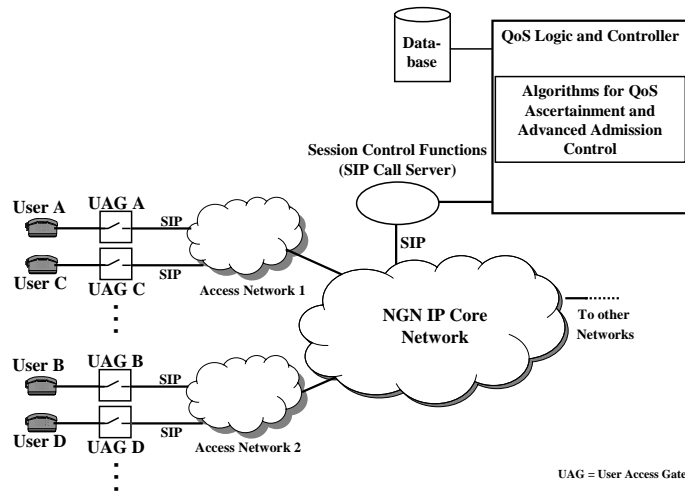 Data-
base
QoS Logic and Controller
Algorithms for QoS
Ascertainment and
Advanced Admission
Control
Session Control Functions
(SIP Call Server)
SIP
User A
UAG A
SIP
User C
UAG C
SIP
Access Network 1
NGN IP Core
Network
To other
Networks
User B
UAG B
SIP
User D
UAG D
SIP
Access Network 2
UAG = User Access Gate